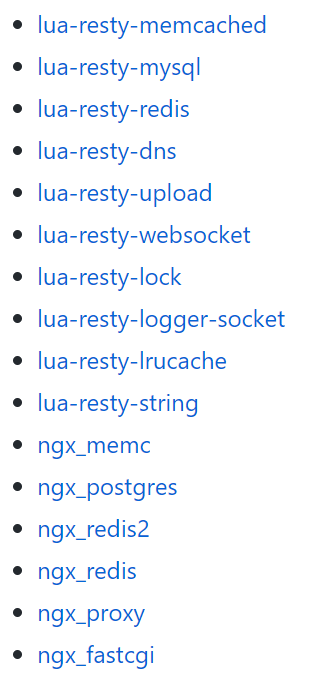 lua-resty-memcached
lua-resty-mysql
lua-resty-redis
lua-resty-dns
lua-resty-upload
lua-resty-websocket
lua-resty-lock
lua-resty-logger-socket
lua-resty-lrucache
lua-resty-string
ngx_memc
ngx_postgres
ngx_redis2
ngx_redis
ngx_proxy
ngx_fastcgi